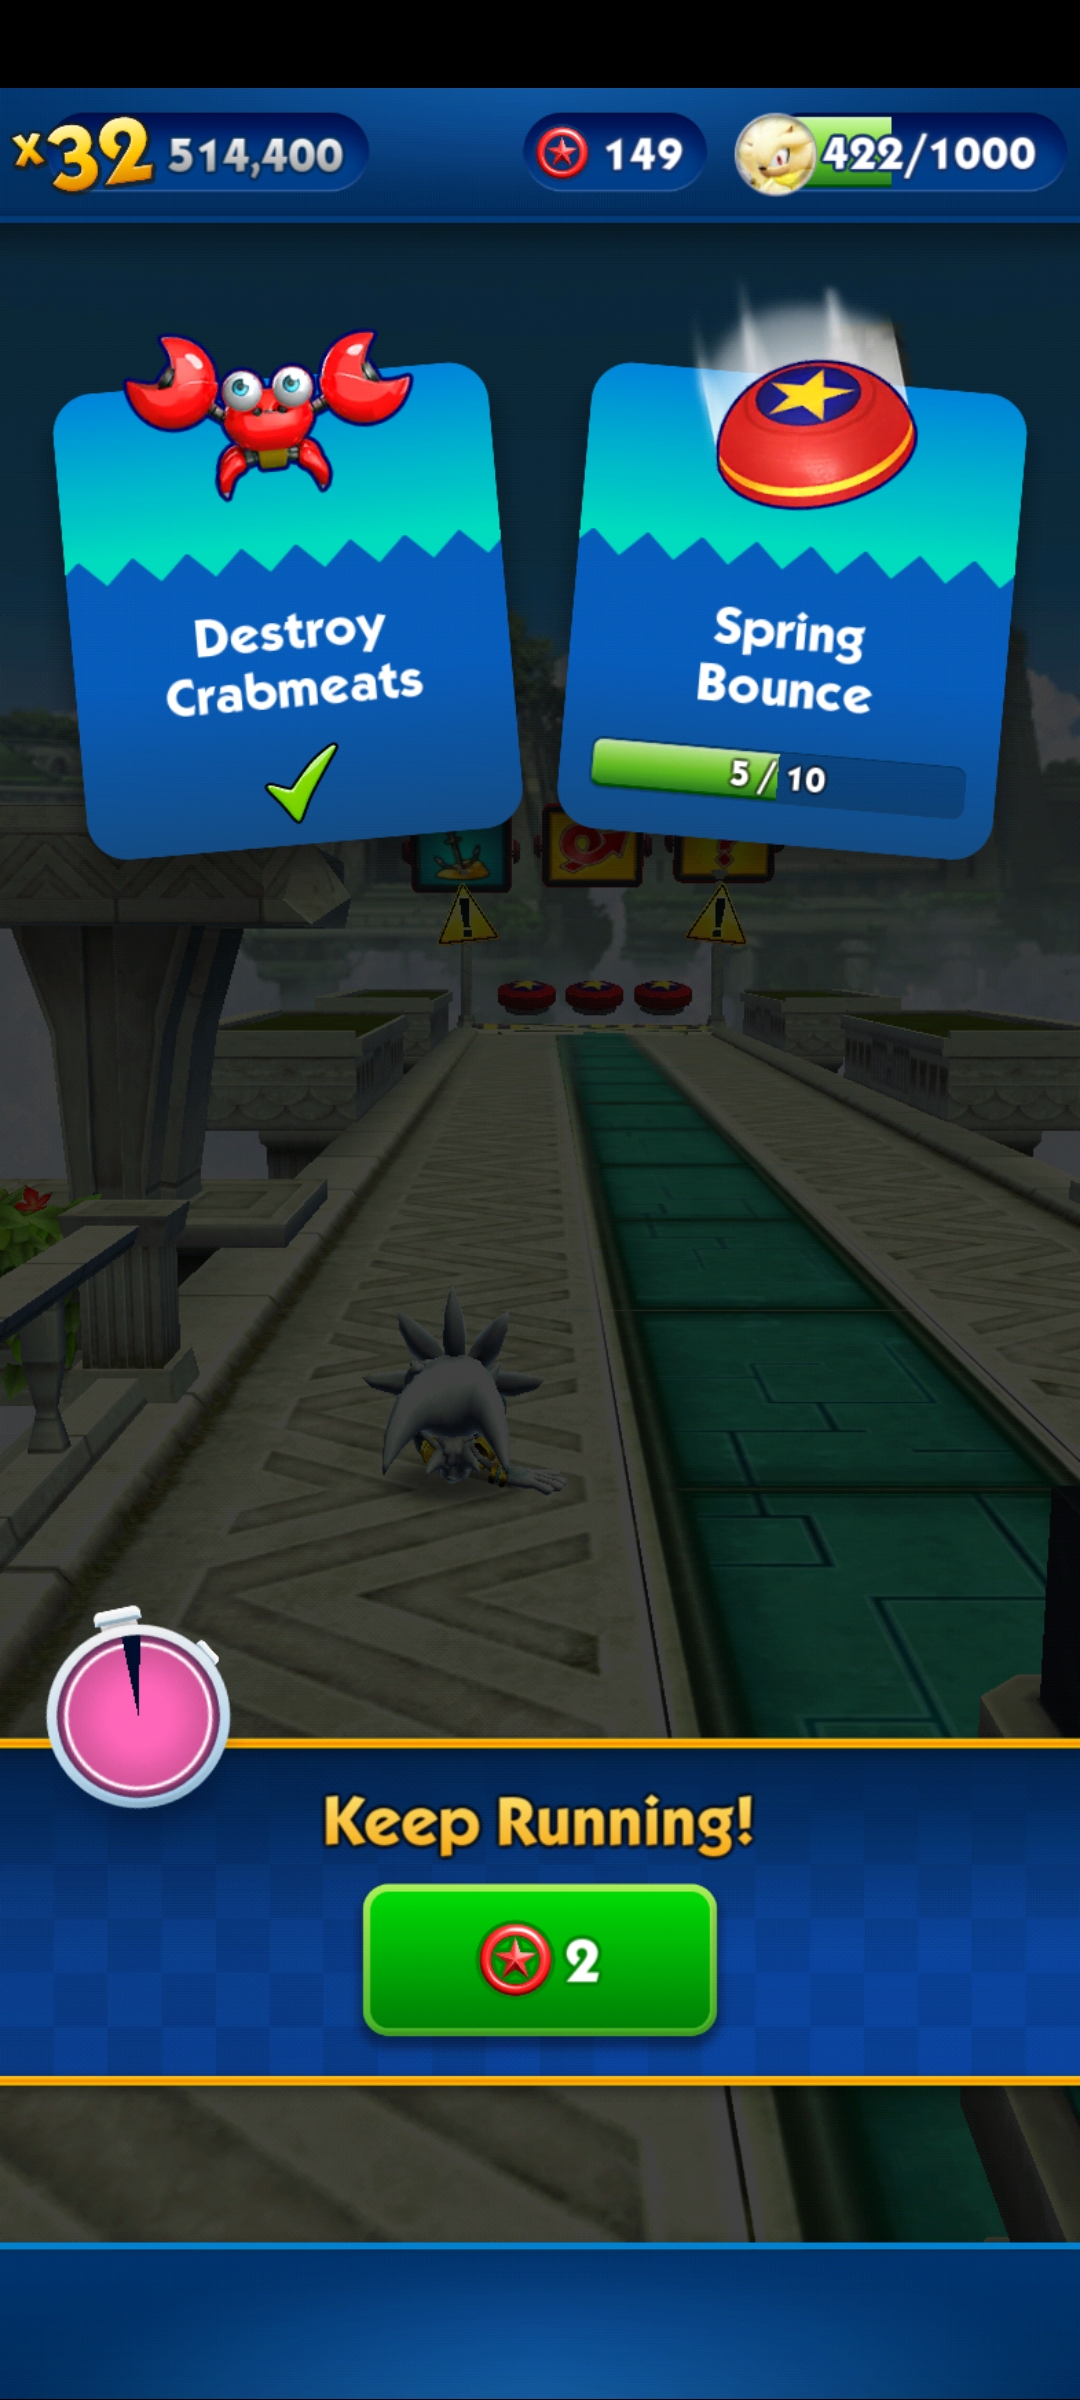 x32 514,400
149
422/1000
Destroy
Crabmeats
Spring
Bounce
5 / 10
Keep Running!
2